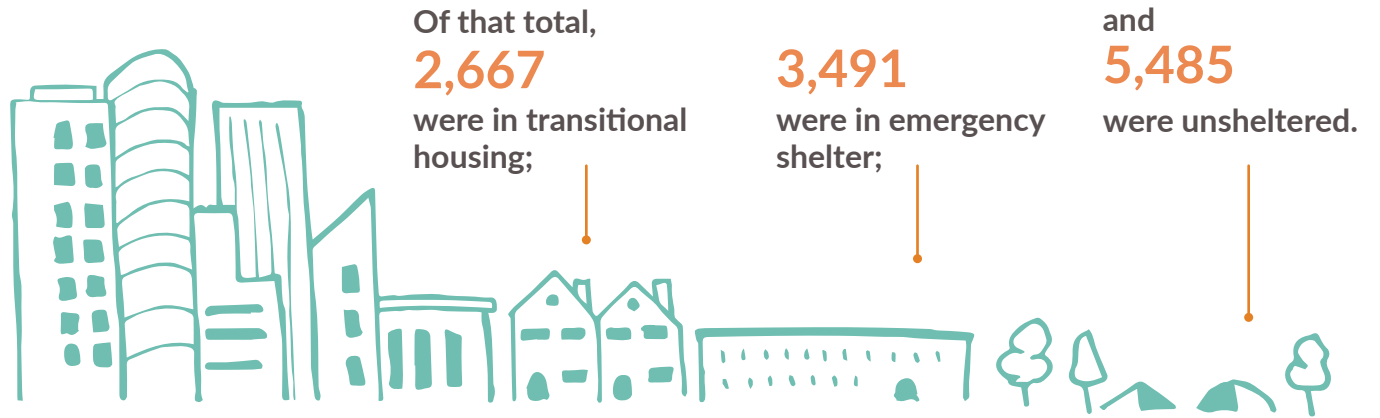 Of that total,
2,667
were in transitional
housing;
3,491
were in emergency
shelter;
and
5,485
were unsheltered.